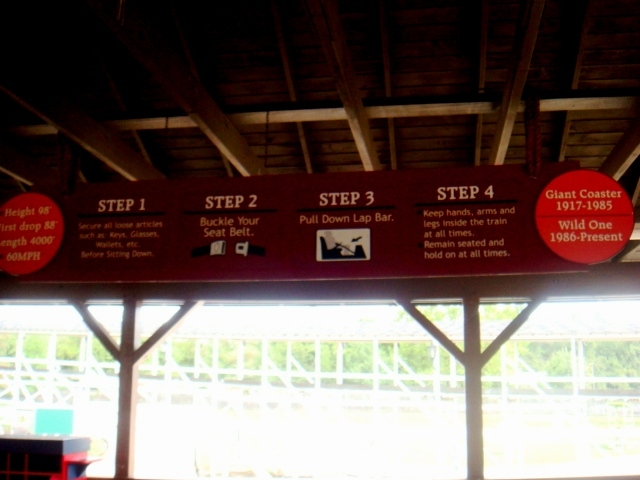 Height 98'
First drop 88'
Length 4000'
60MPH
STEP 1
Secure all loose articles
such as: Keys, Glasses,
Wallets, etc.
Before Sitting Down.
STEP 2
Buckle Your
Seat Belt.
STEP 3
Pull Down Lap Bar.
STEP 4
Keep hands, arms and
legs inside the train
at all times.
Remain seated and
hold on at all times.
Giant Coaster
1917-1985
Wild One
1986-Present